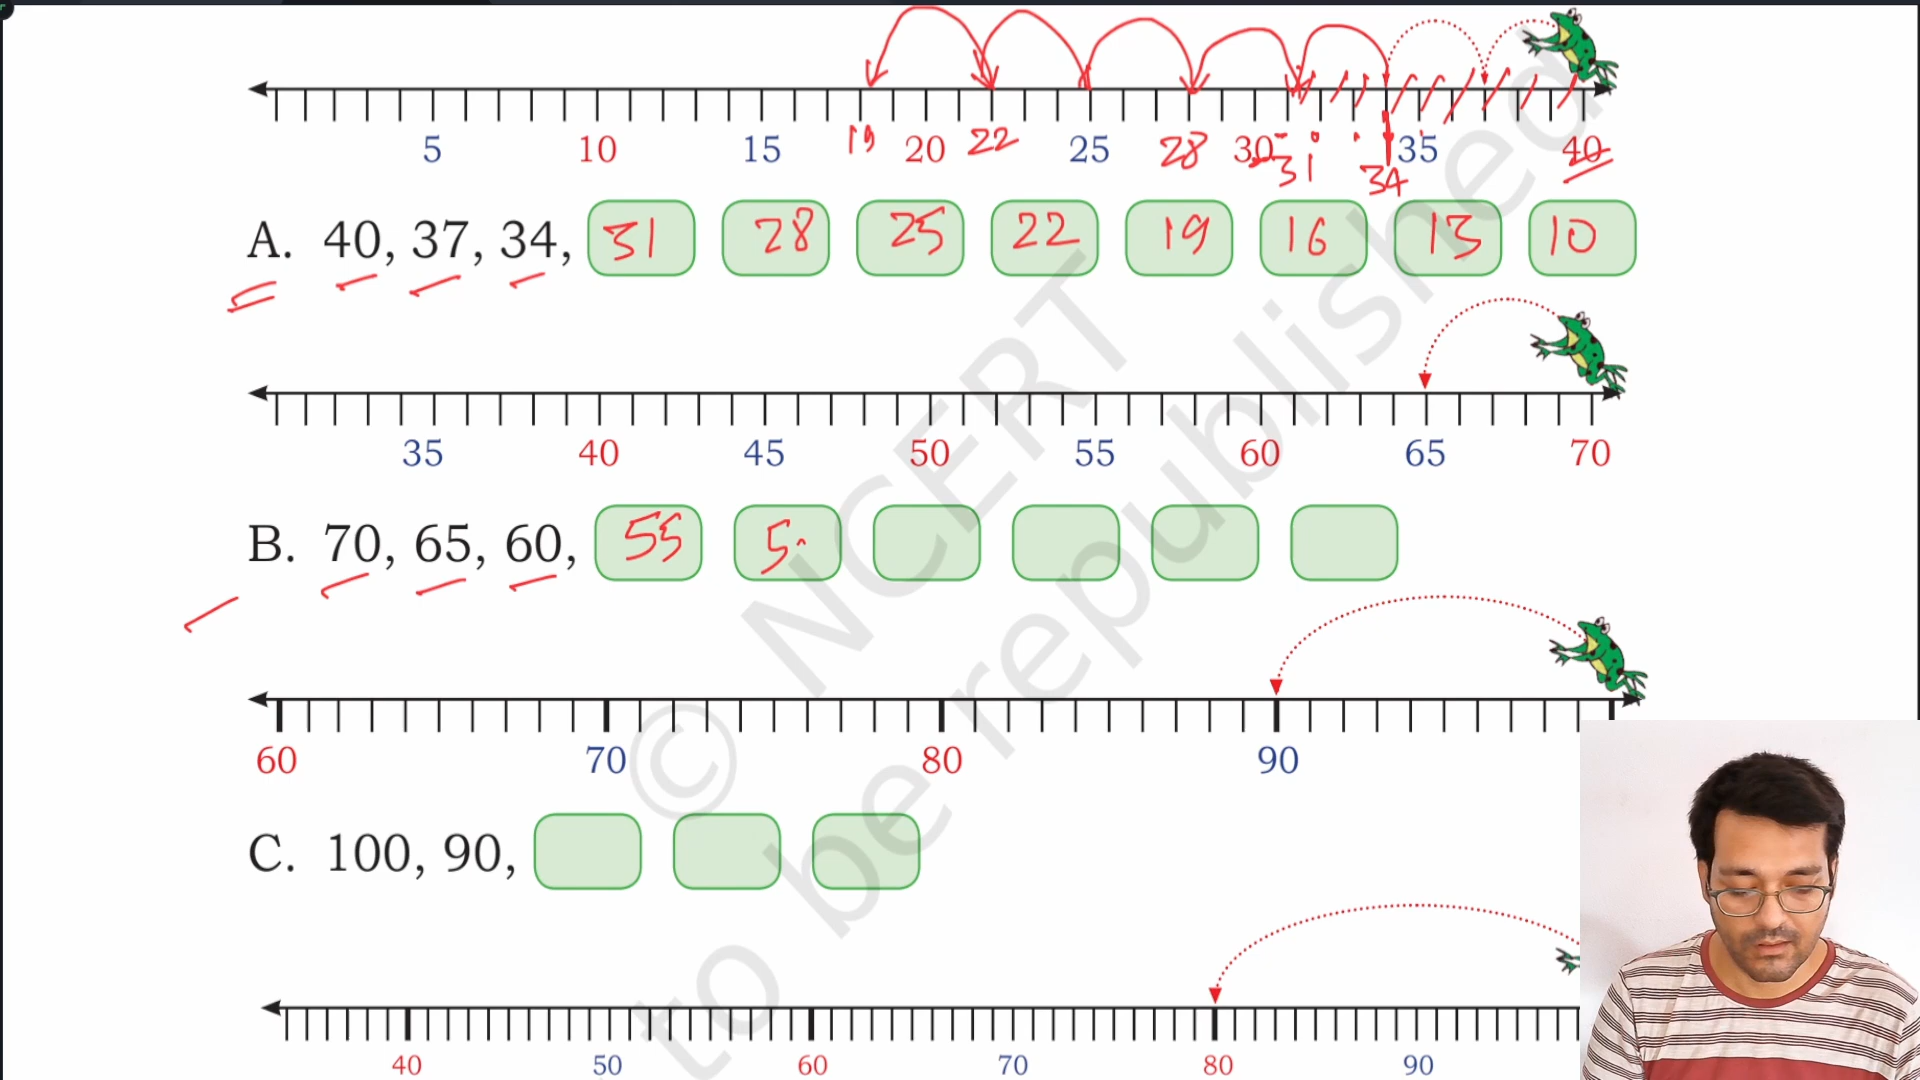 5 10 15 19 20 22 25 28 30 31 34 35 40
A. 40, 37, 34, 31 28 25 22 19 16 13 10
35 40 45 50 55 60 65 70
B. 70, 65, 60, 55 5
60 70 80 90
C. 100, 90,
40 50 60 70 80 90
© NCERT
to be republished